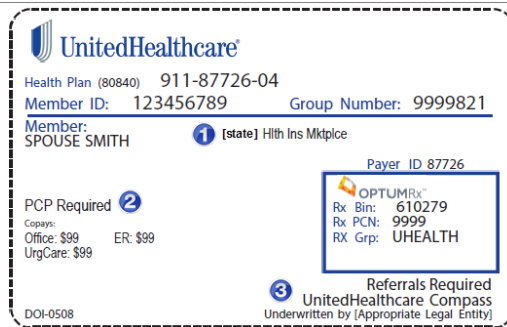 UnitedHealthcare®
Health Plan (80840) 911-87726-04
Member ID: 123456789 Group Number: 9999821
Member:
SPOUSE SMITH
1 [state] Hlth Ins Mktplce
Payer ID 87726
PCP Required 2
Copays:
Office: $99 ER: $99
UrgCare: $99
OPTUMRx™
Rx Bin: 610279
Rx PCN: 9999
RX Grp: UHEALTH
3 Referrals Required
UnitedHealthcare Compass
DOI-0508 Underwritten by [Appropriate Legal Entity]